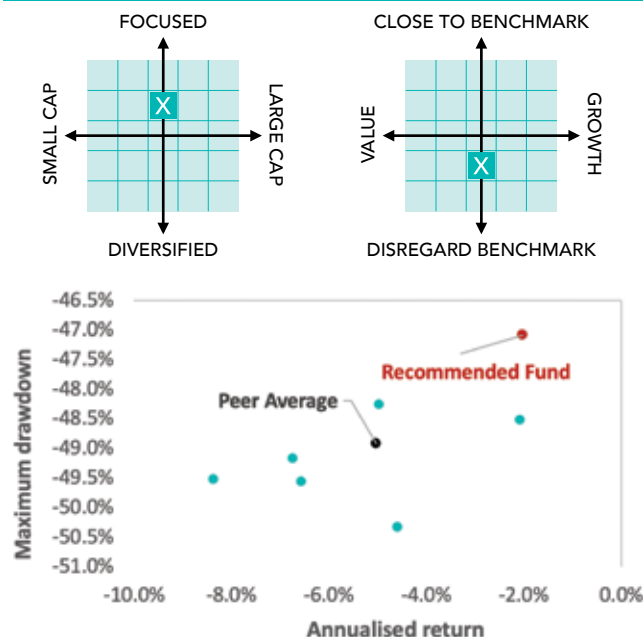 FOCUSED
SMALL CAP
X
LARGE CAP
DIVERSIFIED
CLOSE TO BENCHMARK
VALUE
X
GROWTH
DISREGARD BENCHMARK
Maximum drawdown
-46.5%
-47.0%
-47.5%
-48.0%
-48.5%
-49.0%
-49.5%
-50.0%
-50.5%
-51.0%
Recommended Fund
Peer Average
-10.0% -8.0% -6.0% -4.0% -2.0% 0.0%
Annualised return